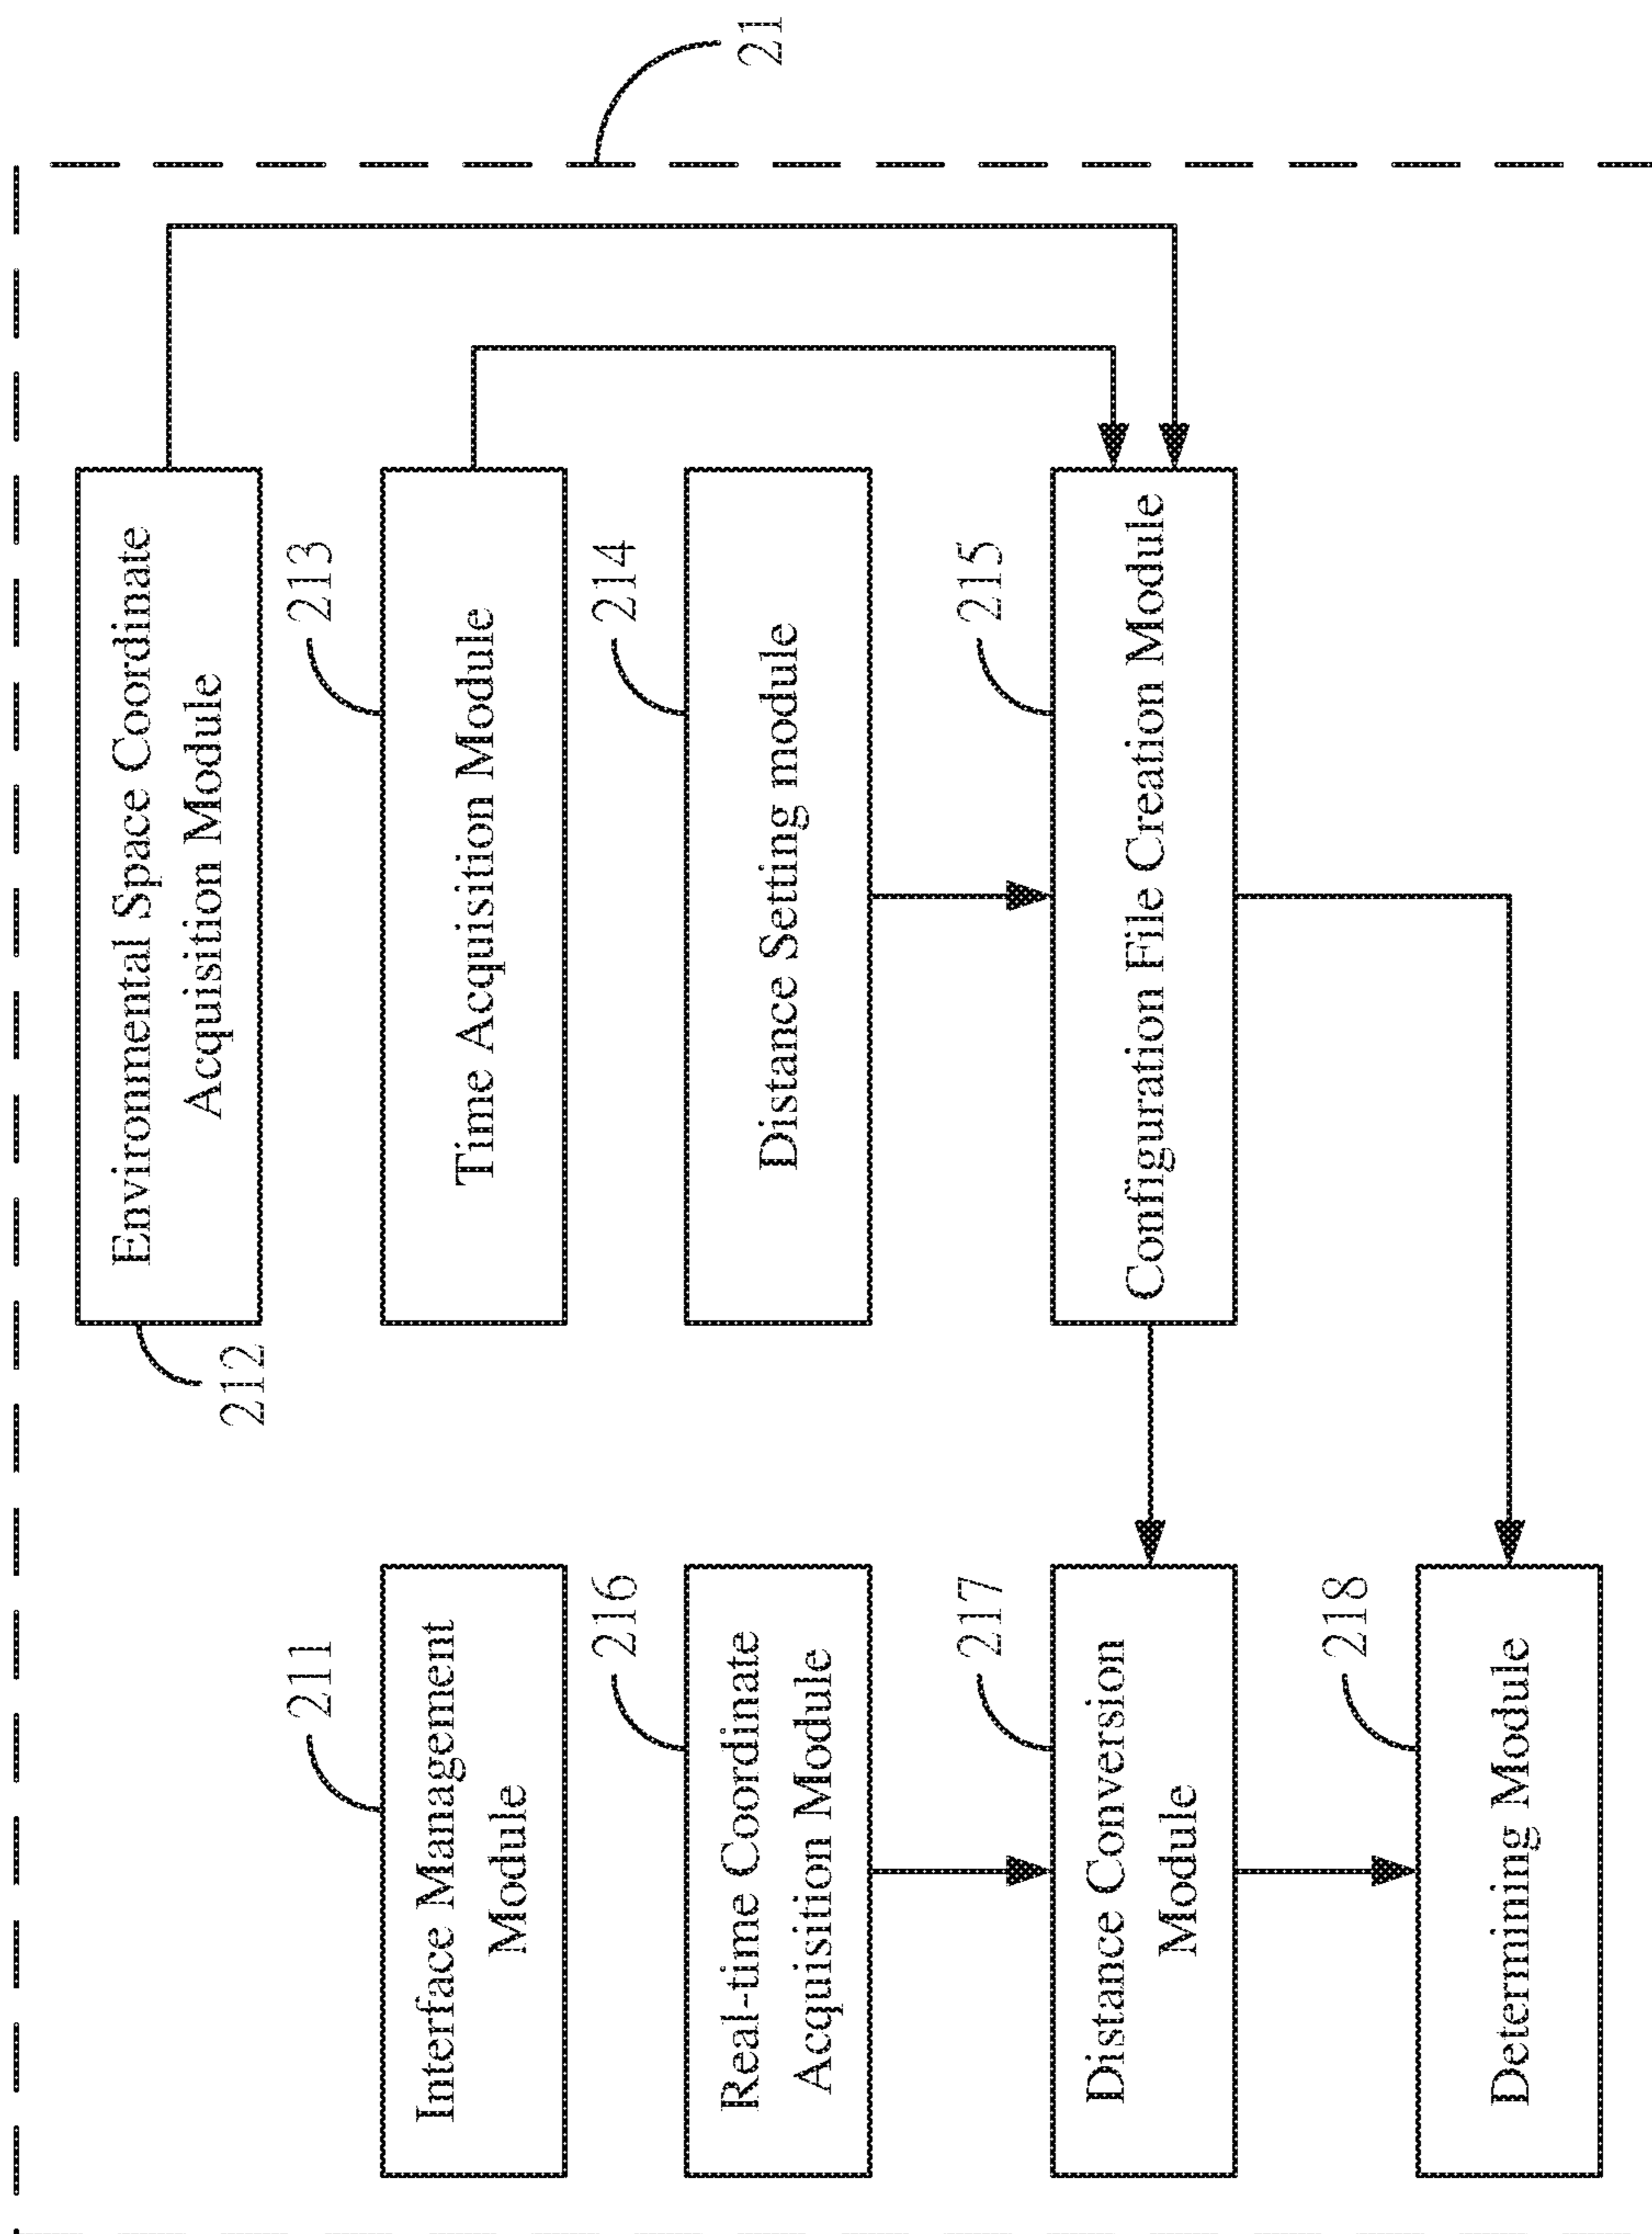 Environmental Space Coordinate
Acquisition Module
212
211
Interface Management
Module
213
Time Acquisition Module
216
Real-time Coordinate
Acquisition Module
214
Distance Setting module
21
217
Distance Conversion
Module
215
Configuration File Creation Module
218
Determining Module